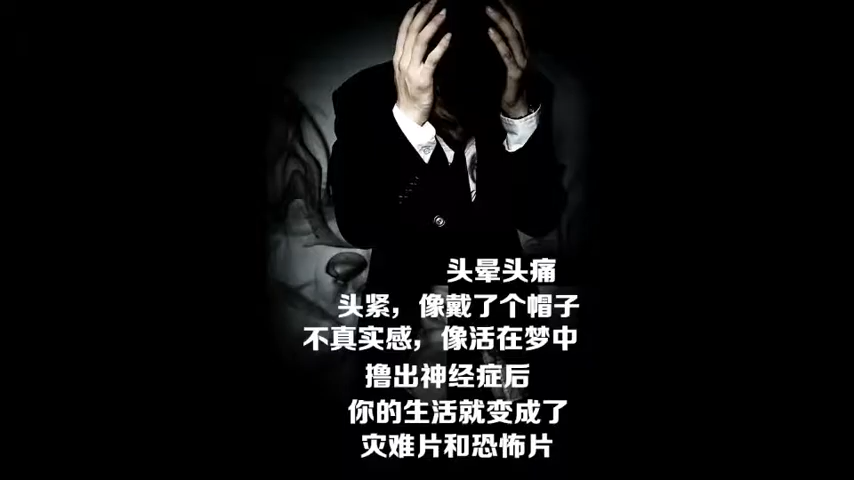 头晕头痛
头紧，像戴了个帽子
不真实感，像活在梦中
撸出神经症后
你的生活就变成了
灾难片和恐怖片